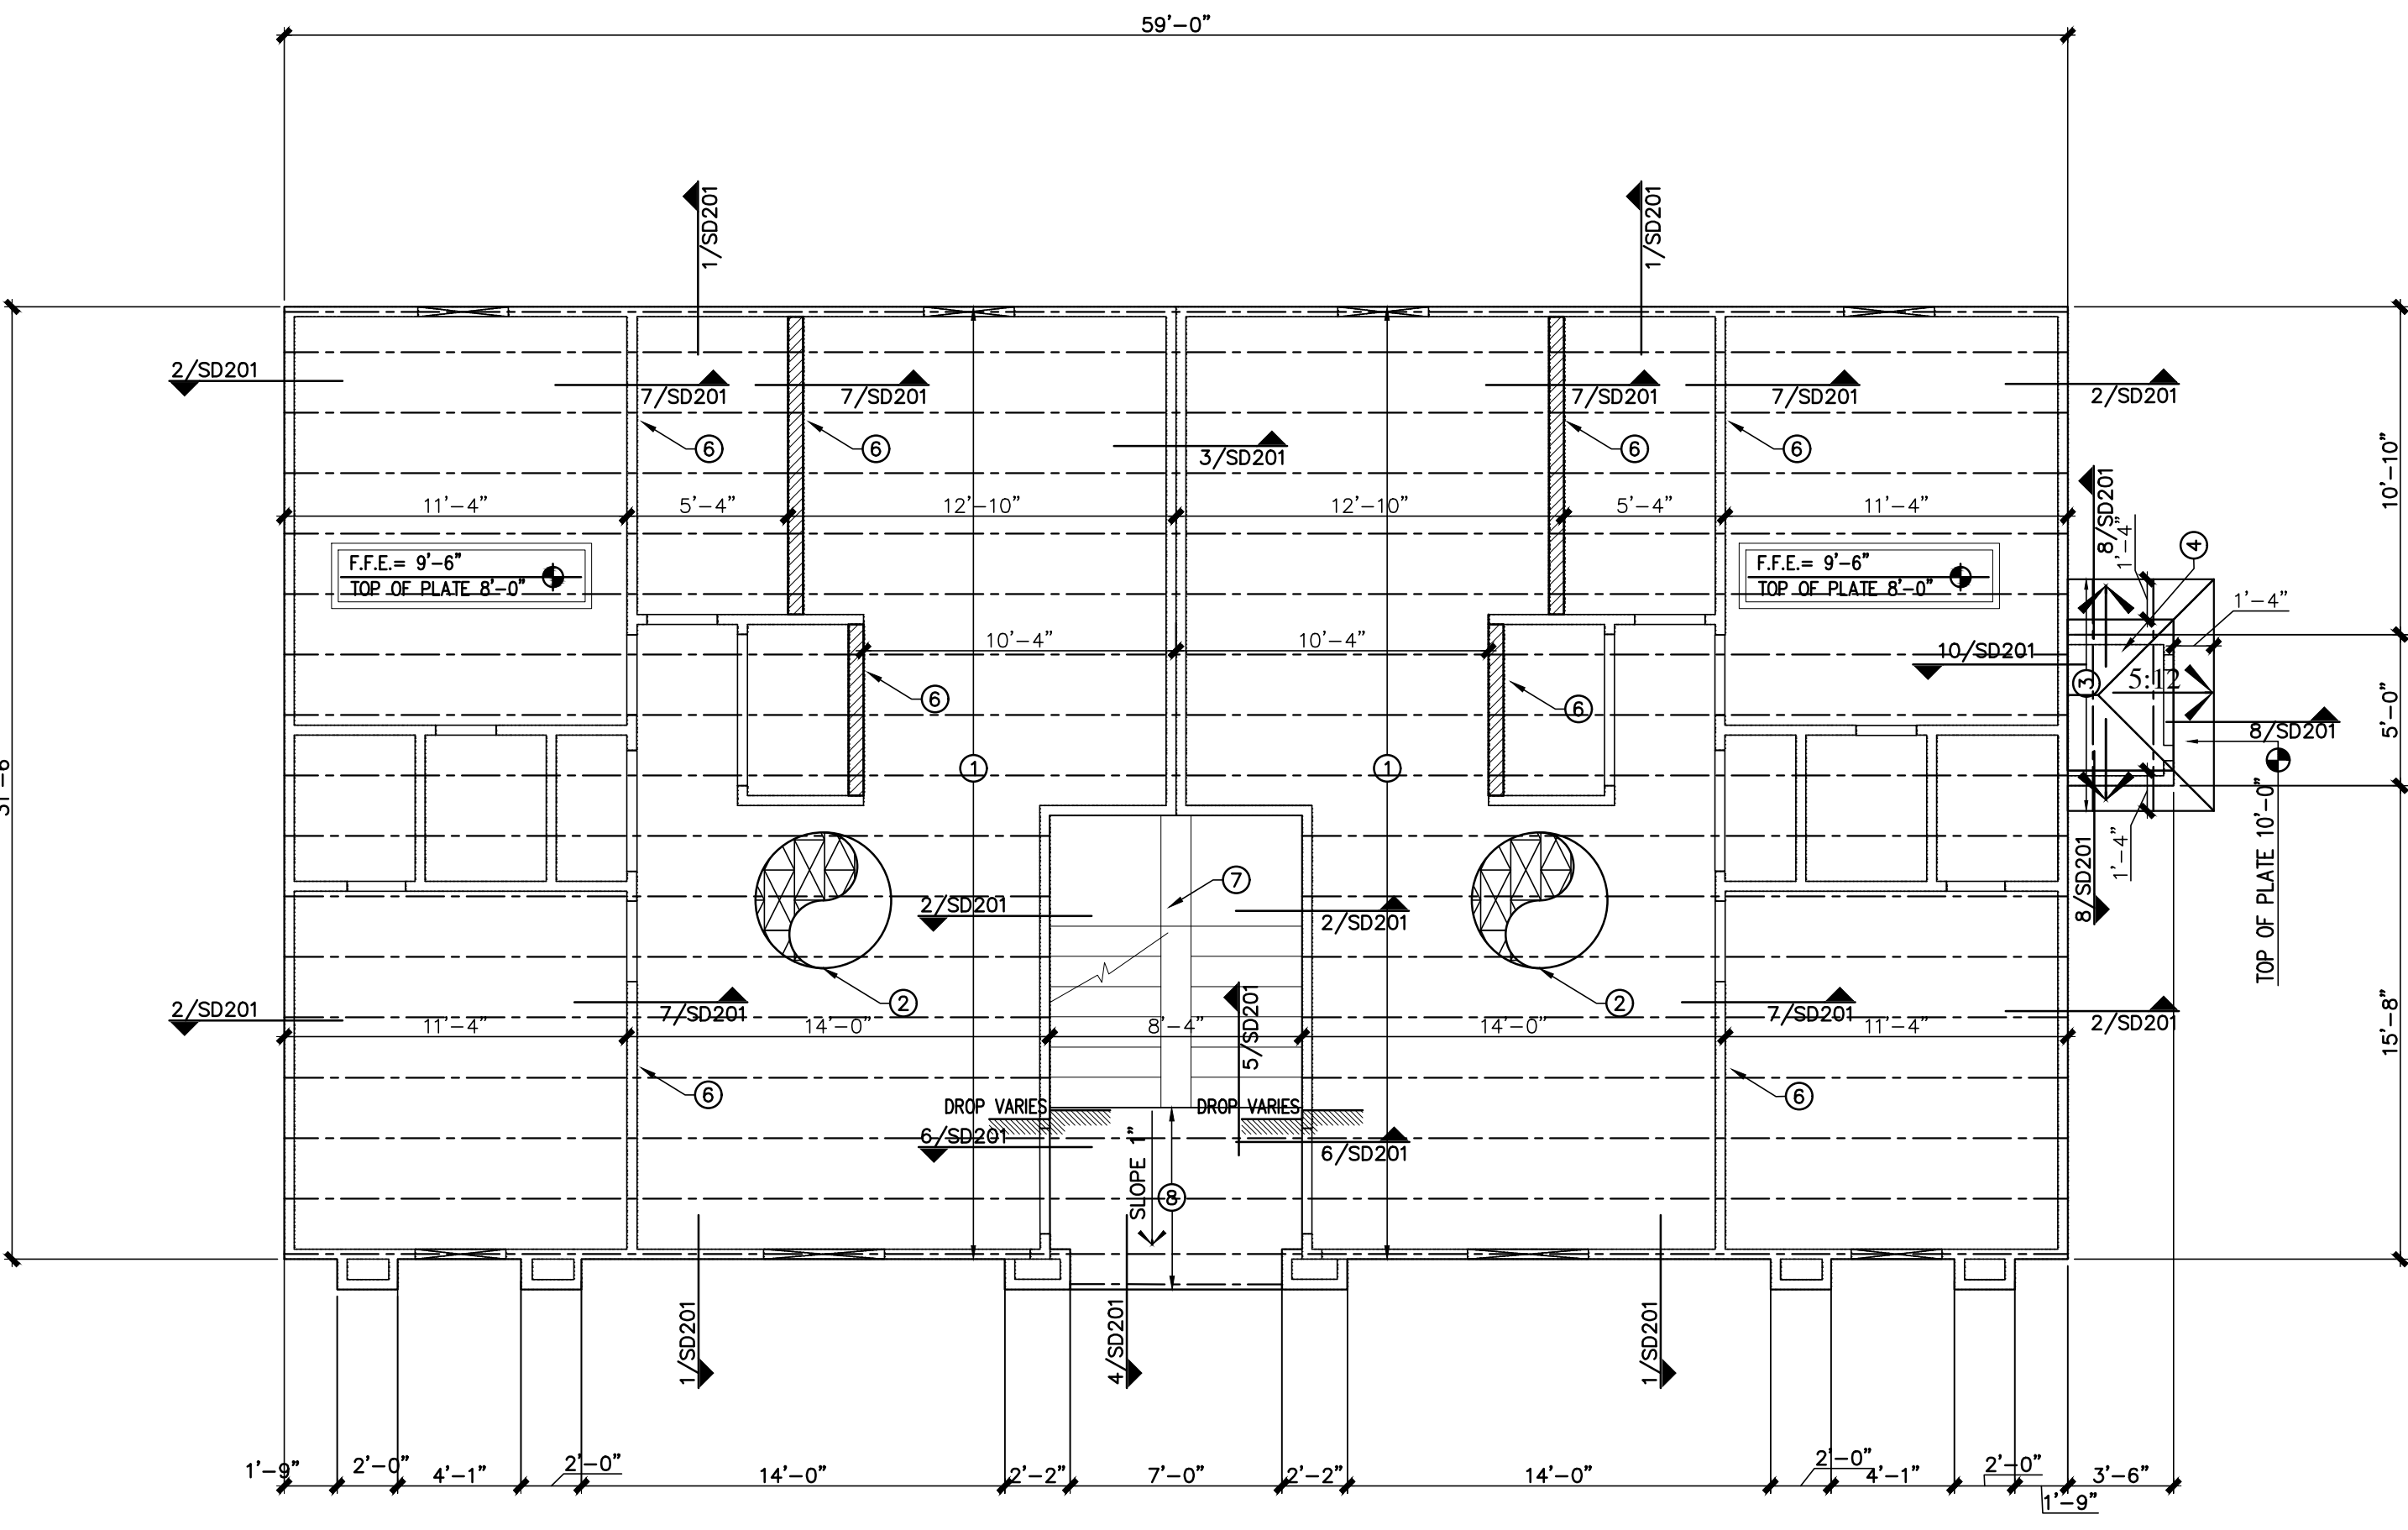 59'-0"
1/SD201
1/SD201
2/SD201
7/SD201
7/SD201
7/SD201
7/SD201
2/SD201
6
6
3/SD201
6
6
10'-10"
8/SD201
1'-4"
4
11'-4"
5'-4"
12'-10"
12'-10"
5'-4"
11'-4"
F.F.E.= 9'-6"
TOP OF PLATE 8'-0"
F.F.E.= 9'-6"
TOP OF PLATE 8'-0"
1'-4"
10'-4"
10'-4"
10/SD201
3
5:12
6
6
5'-0"
8/SD201
1
1
TOP OF PLATE 10'-0"
1'-4"
8/SD201
7
2/SD201
2/SD201
2/SD201
7/SD201
2
2
7/SD201
2/SD201
15'-8"
11'-4"
14'-0"
8'-4"
14'-0"
11'-4"
5/SD201
6
6
DROP VARIES
DROP VARIES
6/SD201
6/SD201
SLOPE 1"
8
1/SD201
4/SD201
1/SD201
1'-9"
2'-0"
4'-1"
2'-0"
14'-0"
2'-2"
7'-0"
2'-2"
14'-0"
2'-0"
4'-1"
2'-0"
1'-9"
3'-6"